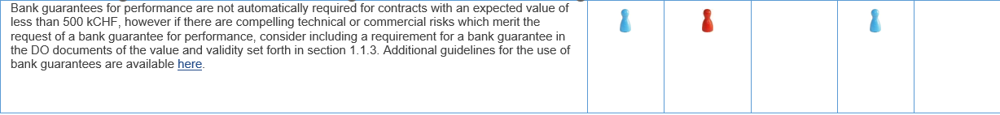 Bank guarantees for performance are not automatically required for contracts with an expected value of
less than 500 kCHF, however if there are compelling technical or commercial risks which merit the
request of a bank guarantee for performance, consider including a requirement for a bank guarantee in
the DO documents of the value and validity set forth in section 1.1.3. Additional guidelines for the use of
bank guarantees are available here.